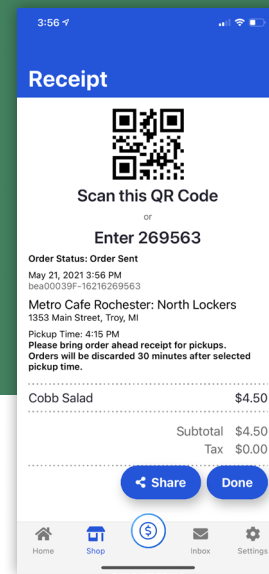 3:56
Receipt
Scan this QR Code
or
Enter 269563
Order Status: Order Sent
May 21, 2021 3:56 PM
bea00039F-16216269563
Metro Cafe Rochester: North Lockers
1353 Main Street, Troy, MI
Pickup Time: 4:15 PM
Please bring order ahead receipt for pickups.
Orders will be discarded 30 minutes after selected
pickup time.
Cobb Salad $4.50
Subtotal $4.50
Tax $0.00
Share Done
Home Shop $ Inbox Settings